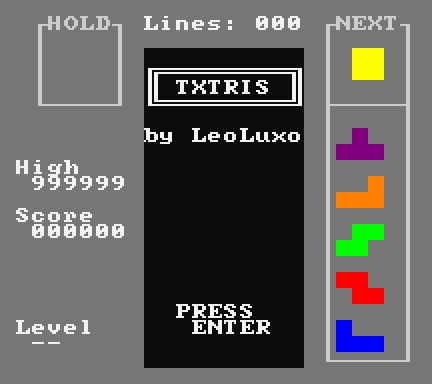 HOLD
Lines: 000
NEXT
TXTRIS
by LeoLuxo
High
999999
Score
000000
PRESS
ENTER
Level
--